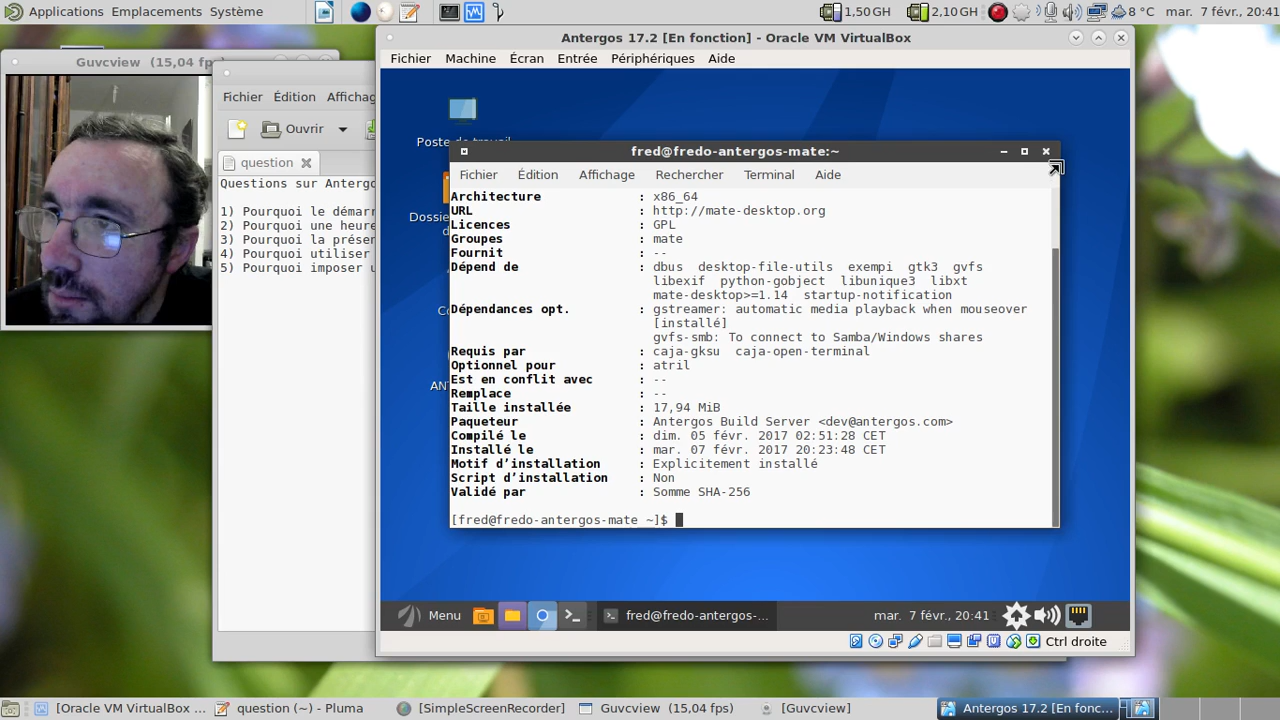 Applications Emplacements Système
1,50 GH
2,10 GH
8 °C
mar. 7 févr., 20:41
Guvcview (15,04 fp
Fichier Édition Affichag
Ouvrir
question
Questions sur Antergo
1) Pourquoi le démarr
2) Pourquoi une heure
3) Pourquoi la présen
4) Pourquoi utiliser
5) Pourquoi imposer u
Antergos 17.2 [En fonction] - Oracle VM VirtualBox
Fichier Machine Écran Entrée Périphériques Aide
Poste de travail
Dossie
d
Co
AN
fred@fredo-antergos-mate:~
Fichier Édition Affichage Rechercher Terminal Aide
Architecture : x86_64
URL : http://mate-desktop.org
Licences : GPL
Groupes : mate
Fournit : --
Dépend de : dbus desktop-file-utils exempi gtk3 gvfs
libexif python-gobject libunique3 libxt
mate-desktop>=1.14 startup-notification
Dépendances opt. : gstreamer: automatic media playback when mouseover
[installé]
gvfs-smb: To connect to Samba/Windows shares
Requis par : caja-gksu caja-open-terminal
Optionnel pour : atril
Est en conflit avec : --
Remplace : --
Taille installée : 17,94 MiB
Paqueteur : Antergos Build Server <dev@antergos.com>
Compilé le : dim. 05 févr. 2017 02:51:28 CET
Installé le : mar. 07 févr. 2017 20:23:48 CET
Motif d’installation : Explicitement installé
Script d’installation : Non
Validé par : Somme SHA-256
[fred@fredo-antergos-mate ~]$
Menu
fred@fredo-antergos-...
mar. 7 févr., 20:41
Ctrl droite
[Oracle VM VirtualBox ...
question (~) - Pluma
[SimpleScreenRecorder]
Guvcview (15,04 fps)
[Guvcview]
Antergos 17.2 [En fonc...